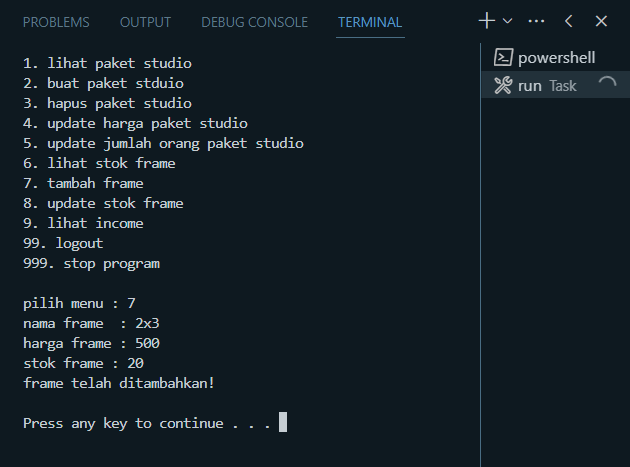 PROBLEMS OUTPUT DEBUG CONSOLE TERMINAL
powershell
run Task
1. lihat paket studio
2. buat paket stduio
3. hapus paket studio
4. update harga paket studio
5. update jumlah orang paket studio
6. lihat stok frame
7. tambah frame
8. update stok frame
9. lihat income
99. logout
999. stop program
pilih menu : 7
nama frame  : 2x3
harga frame : 500
stok frame : 20
frame telah ditambahkan!
Press any key to continue . . .